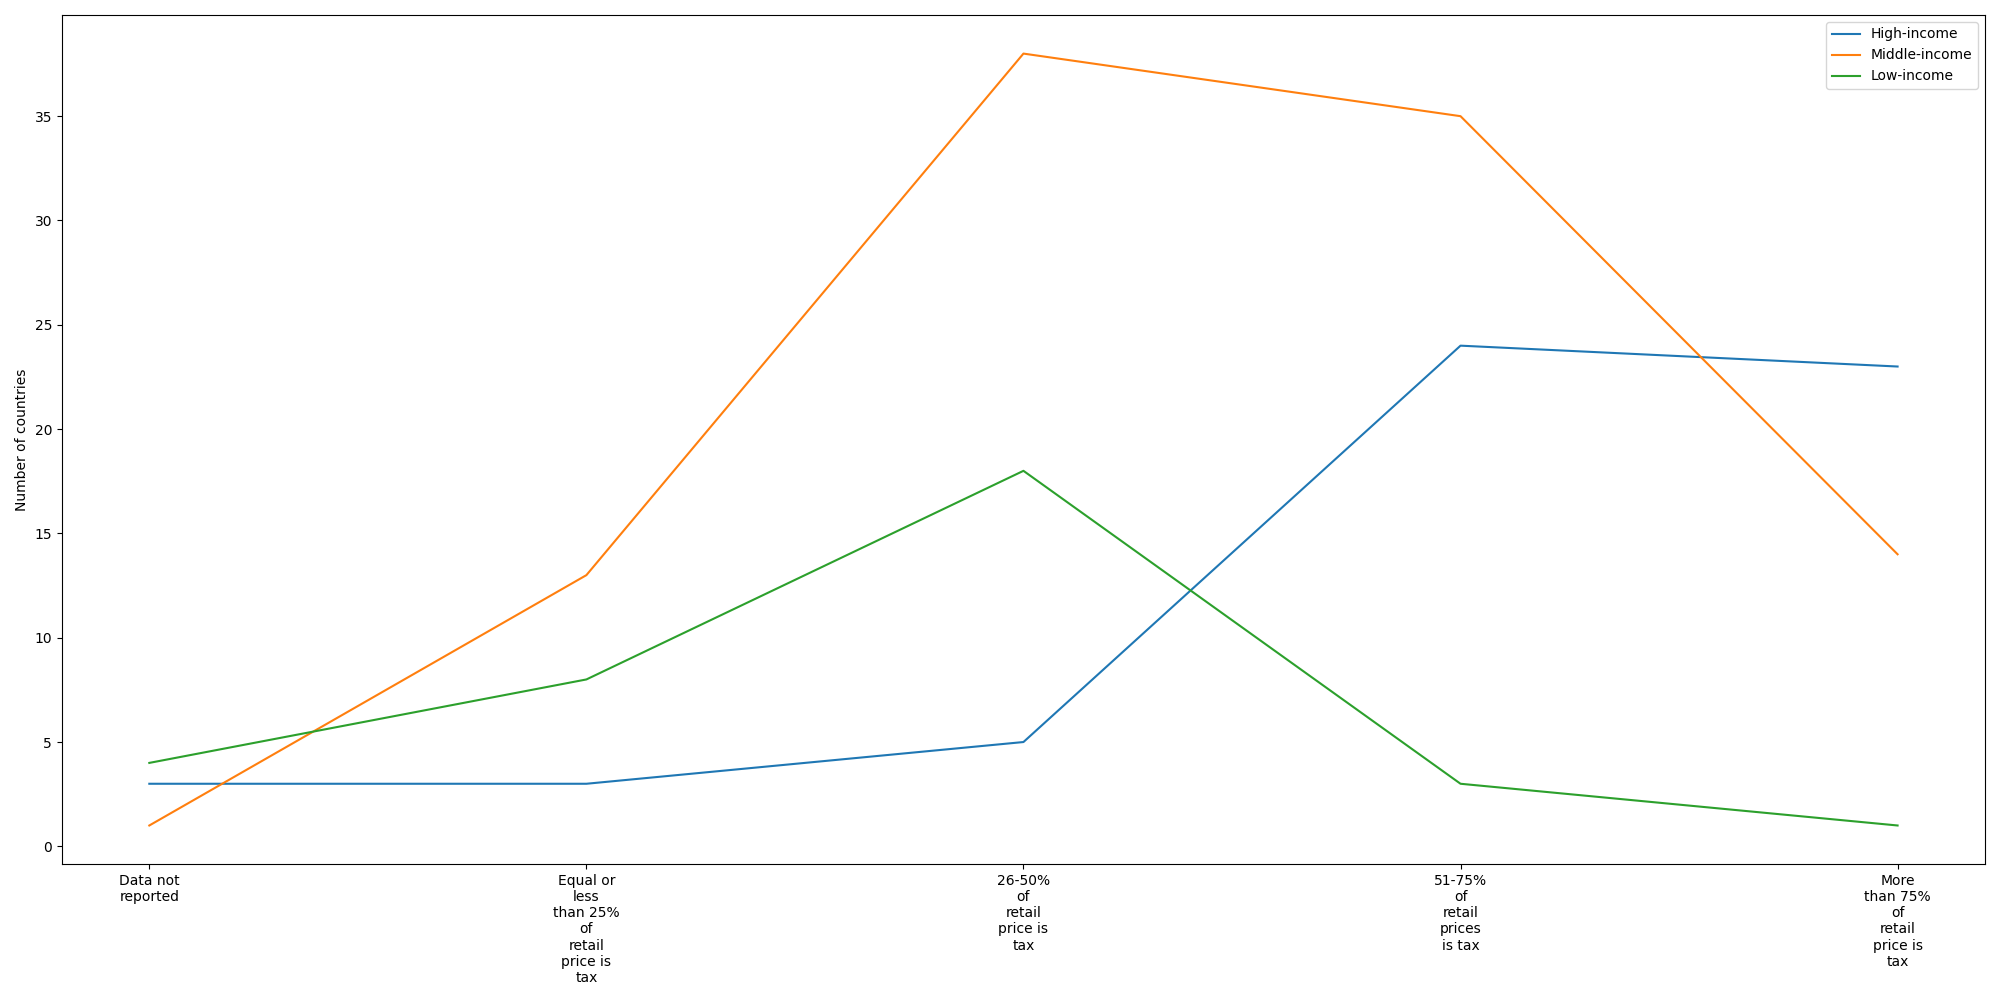 High-income
Middle-income
Low-income
Number of countries
35
30
25
20
15
10
5
0
Data not
reported
Equal or
less
than 25%
of
retail
price is
tax
26-50%
of
retail
price is
tax
51-75%
of
retail
prices
is tax
More
than 75%
of
retail
price is
tax